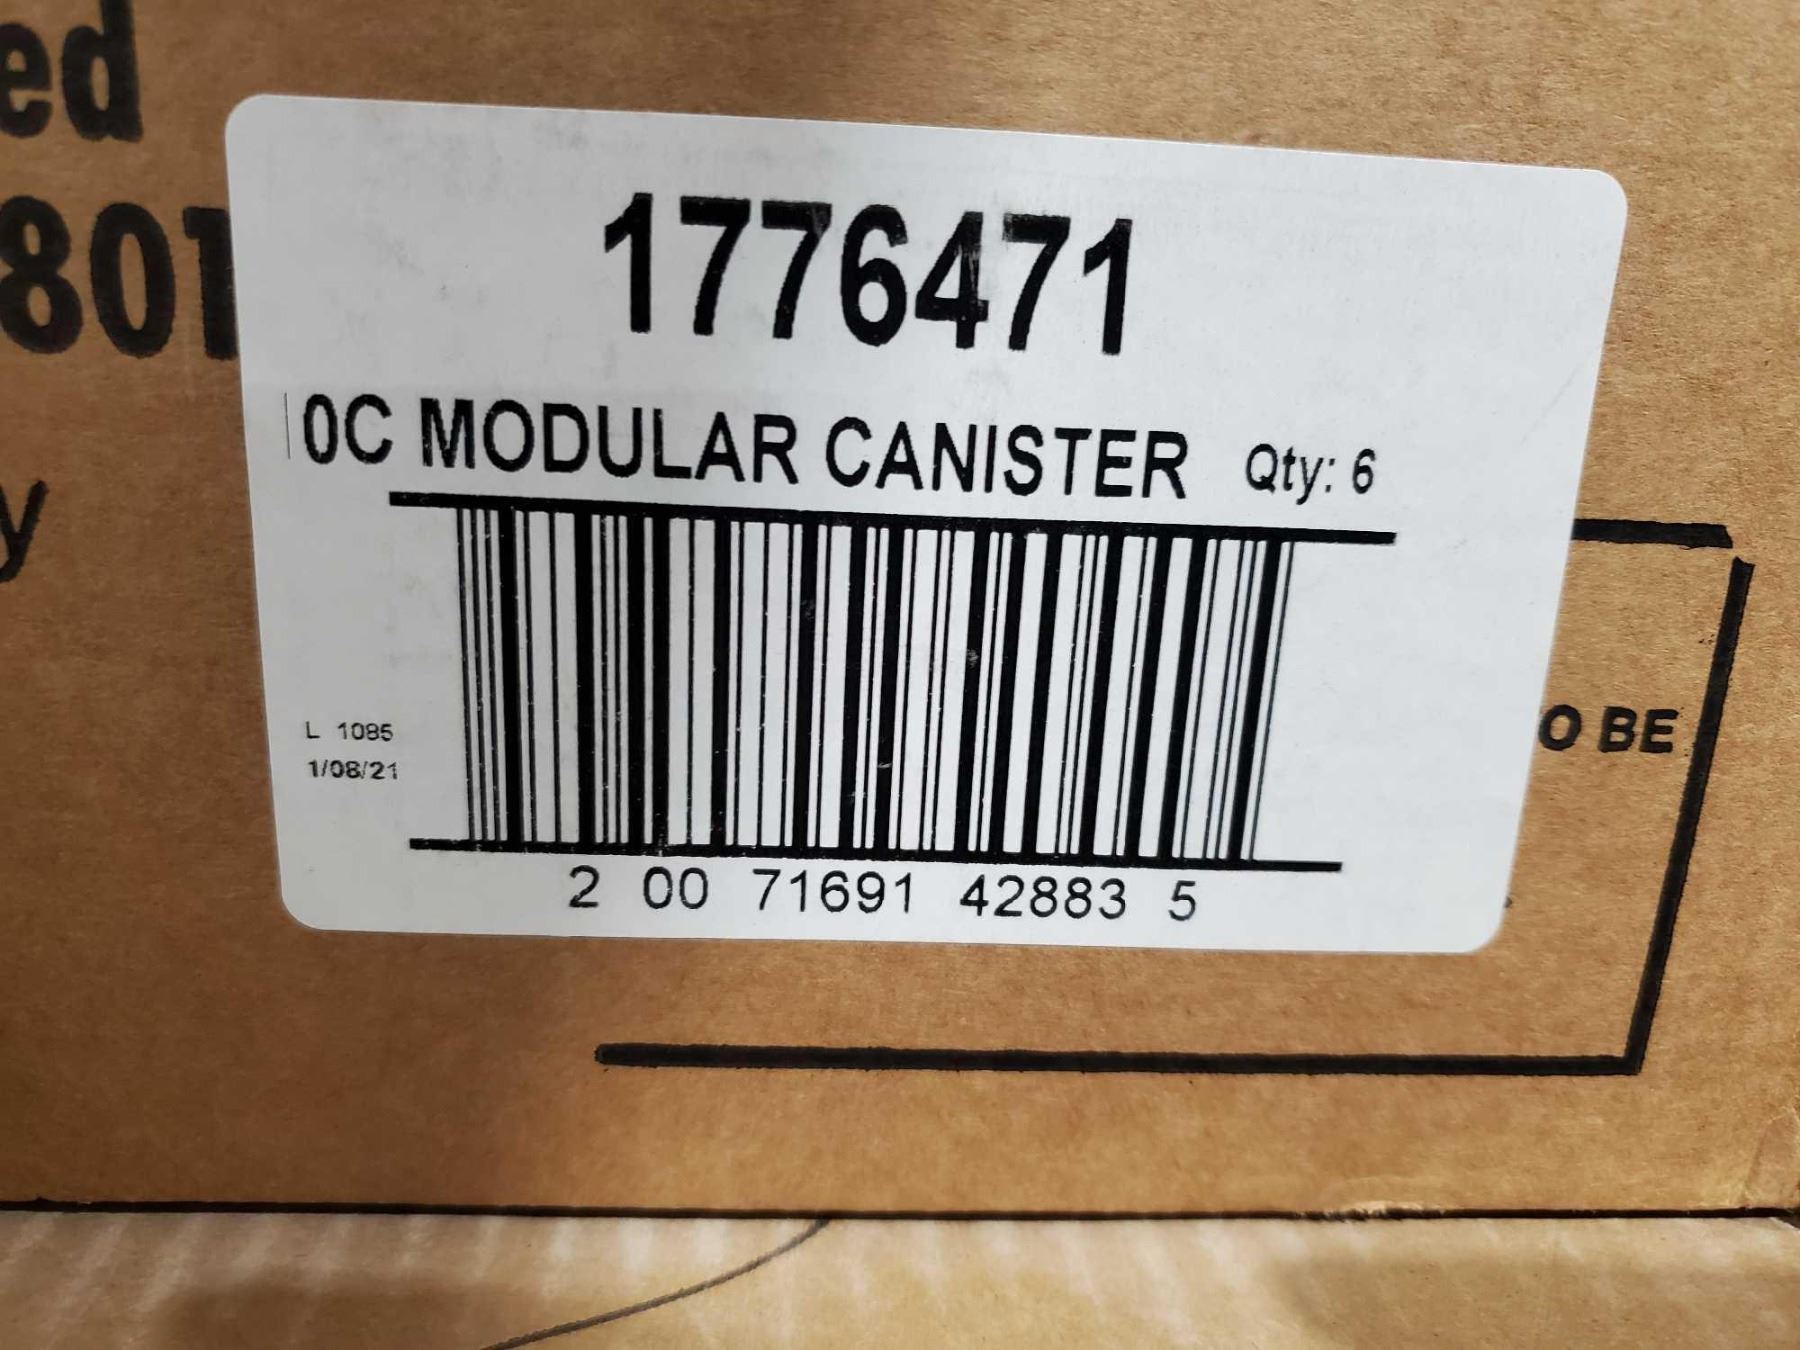 ed
801
y
1776471
0C MODULAR CANISTER Qty: 6
L 1085
1/08/21
O BE
2 00 71691 42883 5